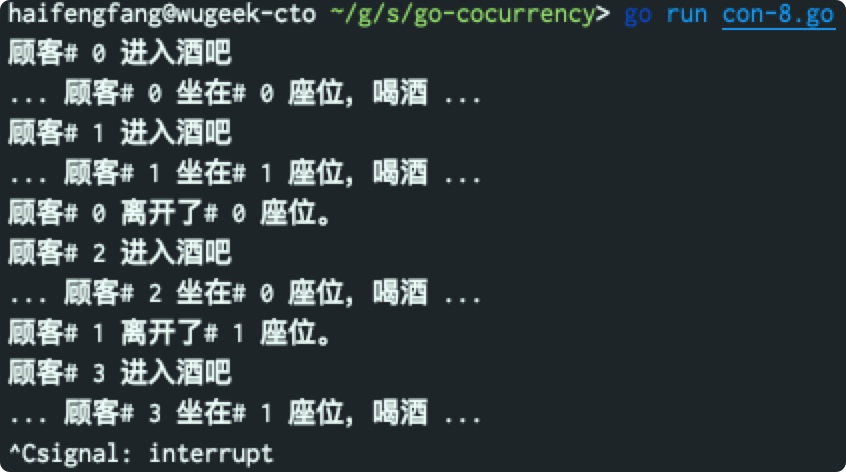 haifengfang@wugeek-cto ~/g/s/go-cocurrency> go run con-8.go
顾客# 0 进入酒吧
... 顾客# 0 坐在# 0 座位，喝酒 ...
顾客# 1 进入酒吧
... 顾客# 1 坐在# 1 座位，喝酒 ...
顾客# 0 离开了# 0 座位。
顾客# 2 进入酒吧
... 顾客# 2 坐在# 0 座位，喝酒 ...
顾客# 1 离开了# 1 座位。
顾客# 3 进入酒吧
... 顾客# 3 坐在# 1 座位，喝酒 ...
^Csignal: interrupt